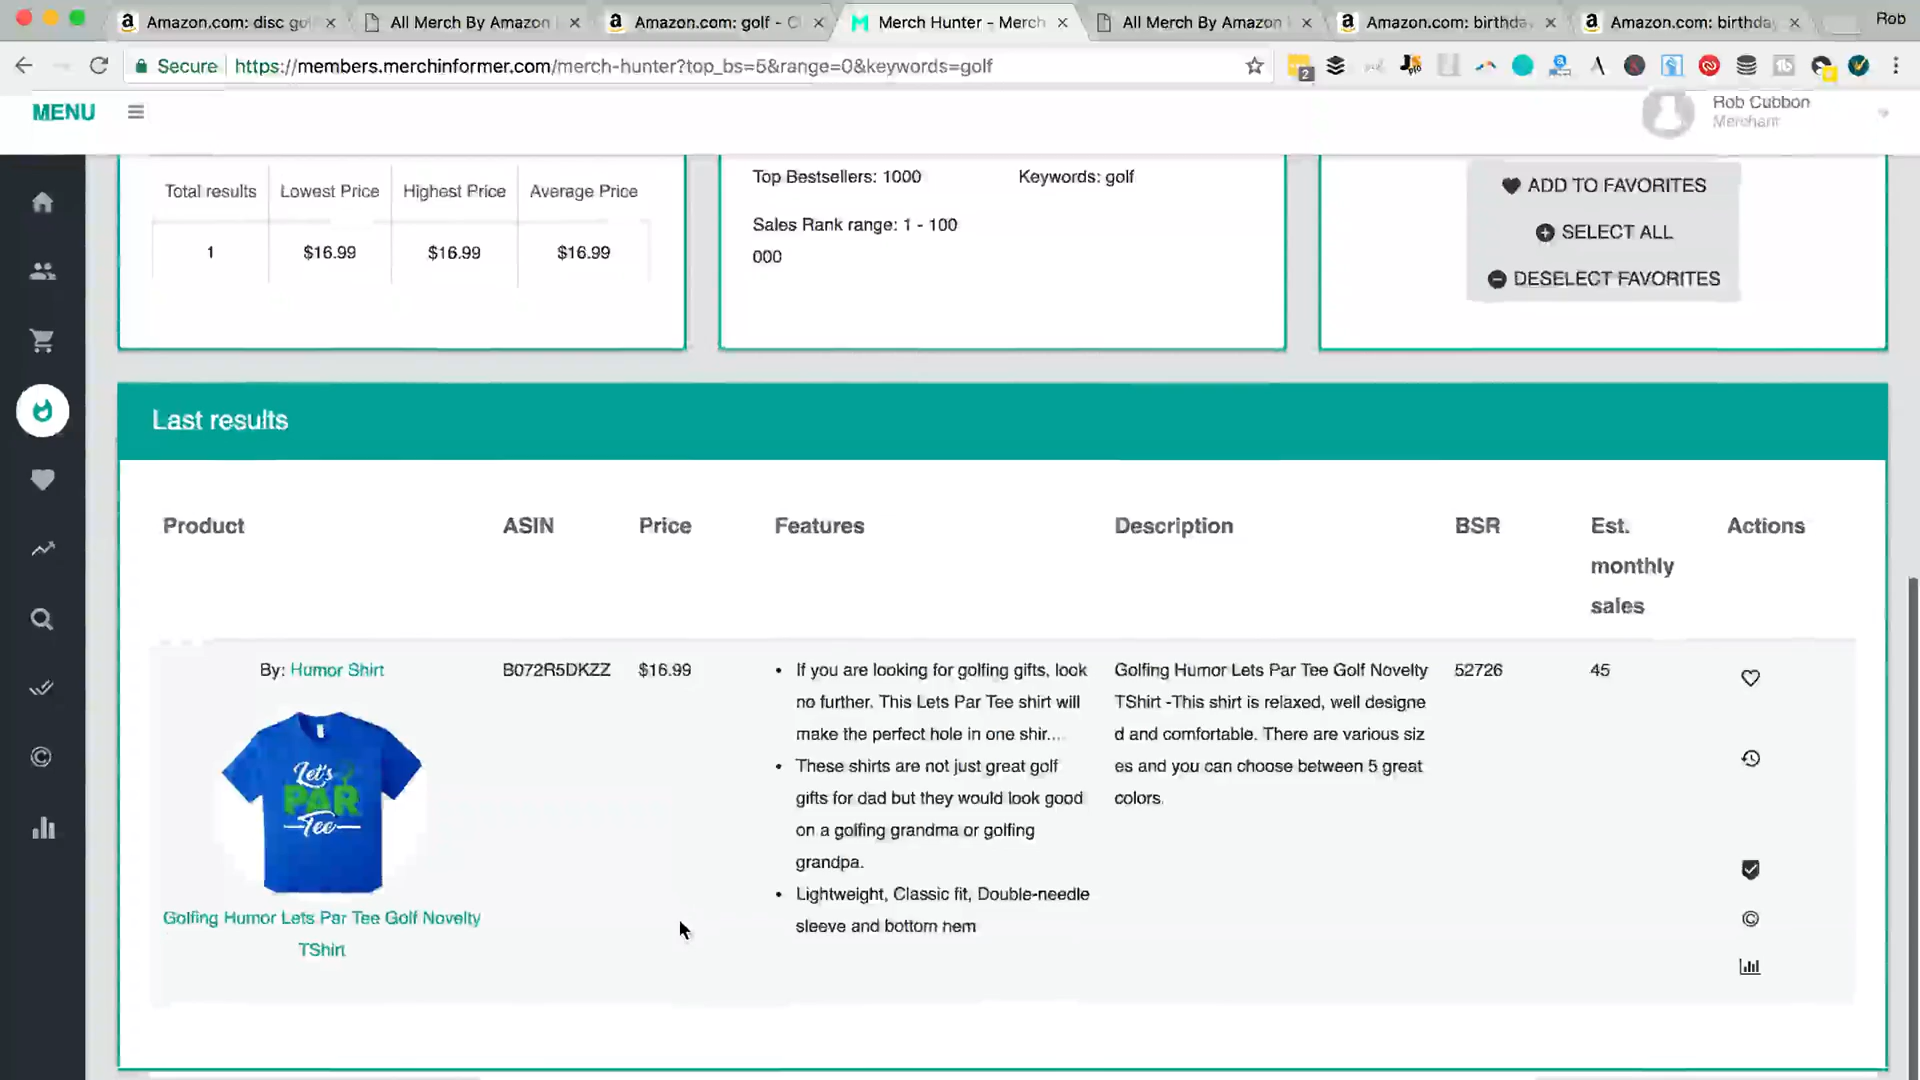 Amazon.com: disc go
All Merch By Amazon
Amazon.com: golf - C
Merch Hunter - Merch
All Merch By Amazon
Amazon.com: birthda
Amazon.com: birthda
Rob
Secure
https://members.merchinformer.com/merch-hunter?top_bs=5&range=0&keywords=golf
2
MENU
Rob Cubbon
Merchant
Total results
Lowest Price
Highest Price
Average Price
1
$16.99
$16.99
$16.99
Top Bestsellers: 1000
Keywords: golf
Sales Rank range: 1 - 100
000
ADD TO FAVORITES
SELECT ALL
DESELECT FAVORITES
Last results
Product
ASIN
Price
Features
Description
BSR
Est.
monthly
sales
Actions
By: Humor Shirt
Let's
PAR
Tee
Golfing Humor Lets Par Tee Golf Novelty
TShirt
B072R5DKZZ
$16.99
If you are looking for golfing gifts, look
no further. This Lets Par Tee shirt will
make the perfect hole in one shir...
These shirts are not just great golf
gifts for dad but they would look good
on a golfing grandma or golfing
grandpa.
Lightweight, Classic fit, Double-needle
sleeve and bottom hem
Golfing Humor Lets Par Tee Golf Novelty
TShirt -This shirt is relaxed, well designe
d and comfortable. There are various siz
es and you can choose between 5 great
colors.
52726
45